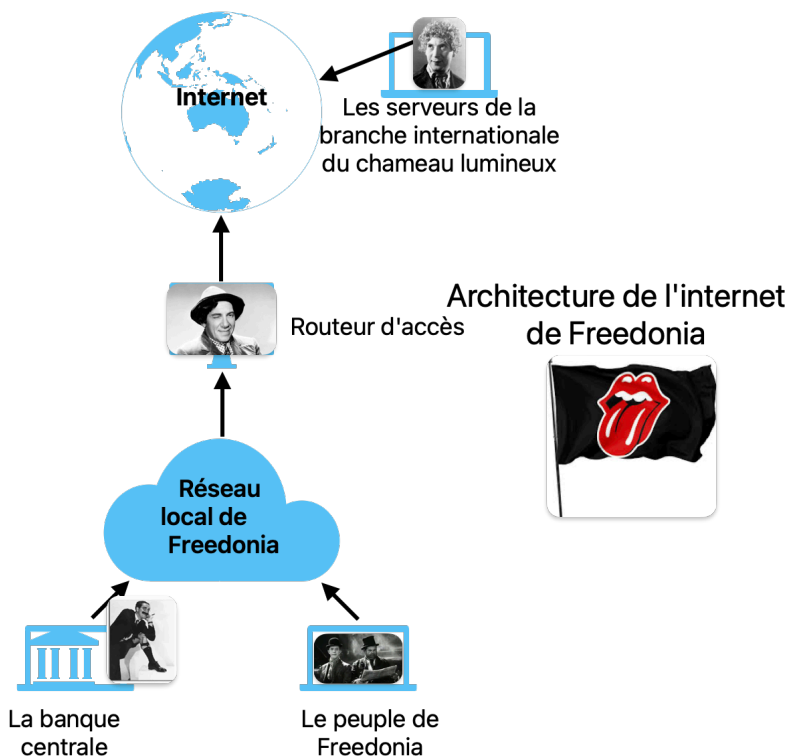 Internet
Les serveurs de la
branche internationale
du chameau lumineux
Routeur d'accès
Architecture de l'internet
de Freedonia
Réseau
local de
Freedonia
La banque
centrale
Le peuple de
Freedonia